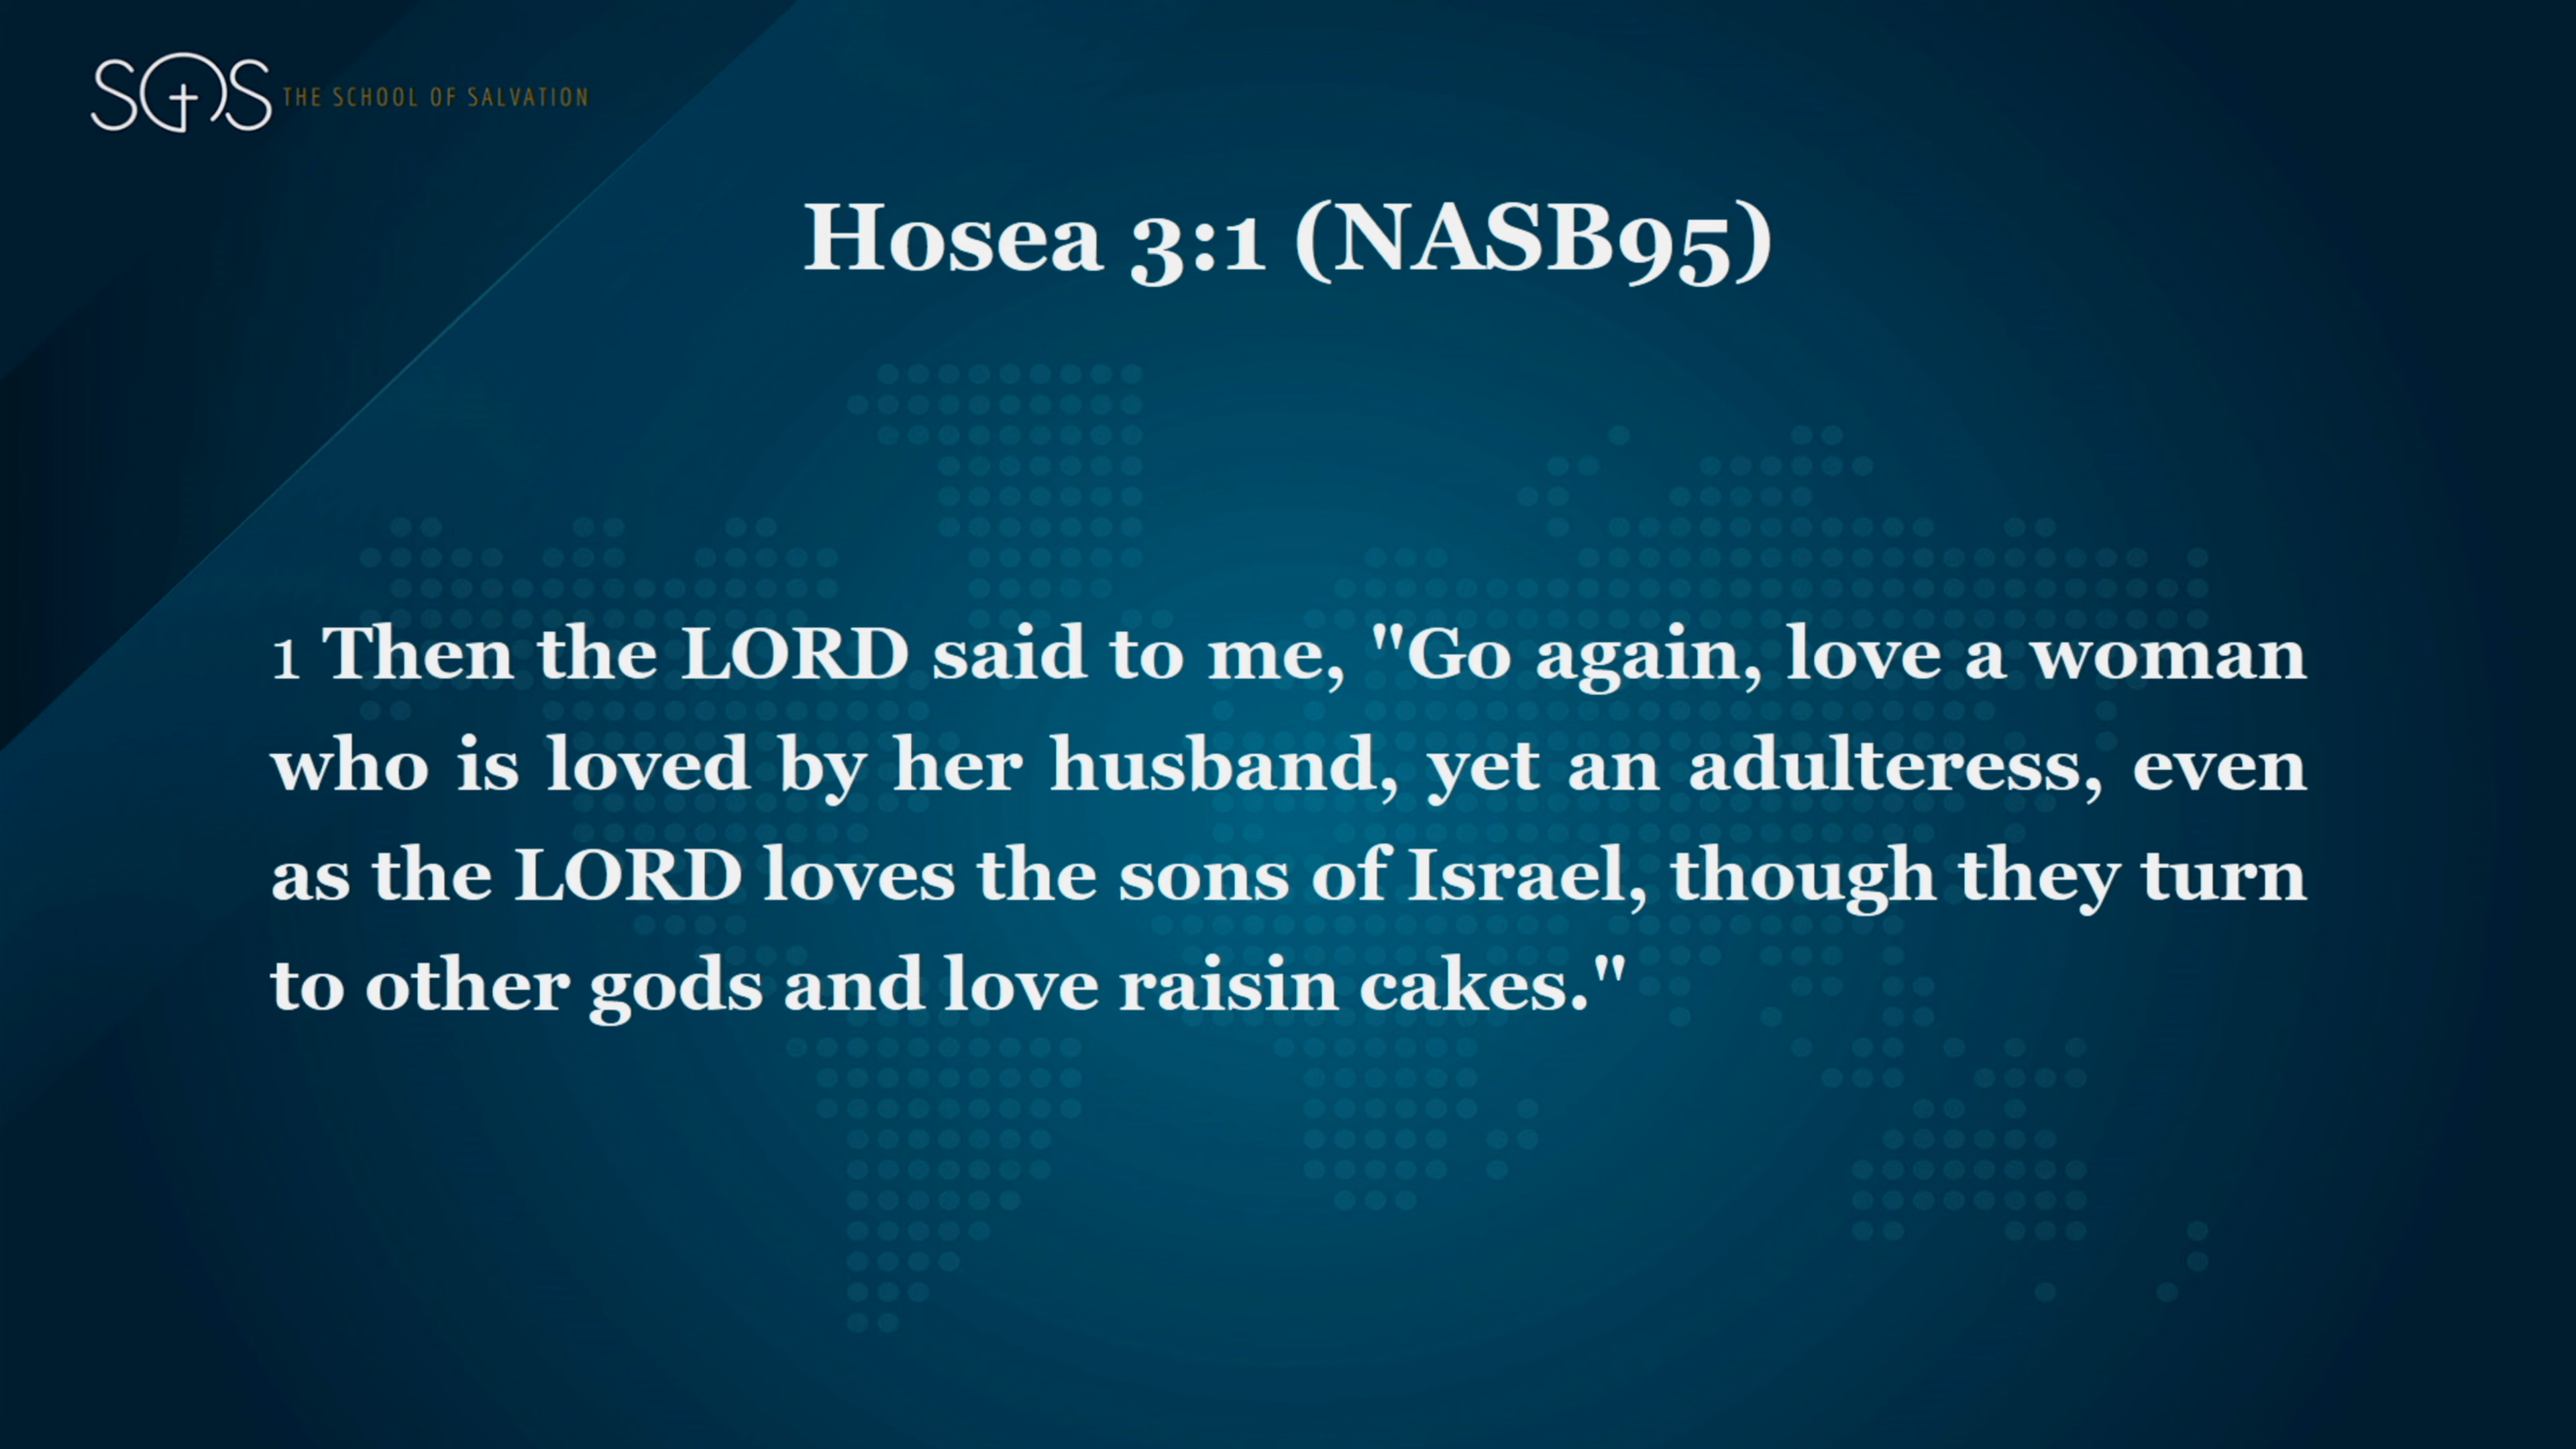 SOS THE SCHOOL OF SALVATION
Hosea 3:1 (NASB95)
1 Then the LORD said to me, "Go again, love a woman
who is loved by her husband, yet an adulteress, even
as the LORD loves the sons of Israel, though they turn
to other gods and love raisin cakes."